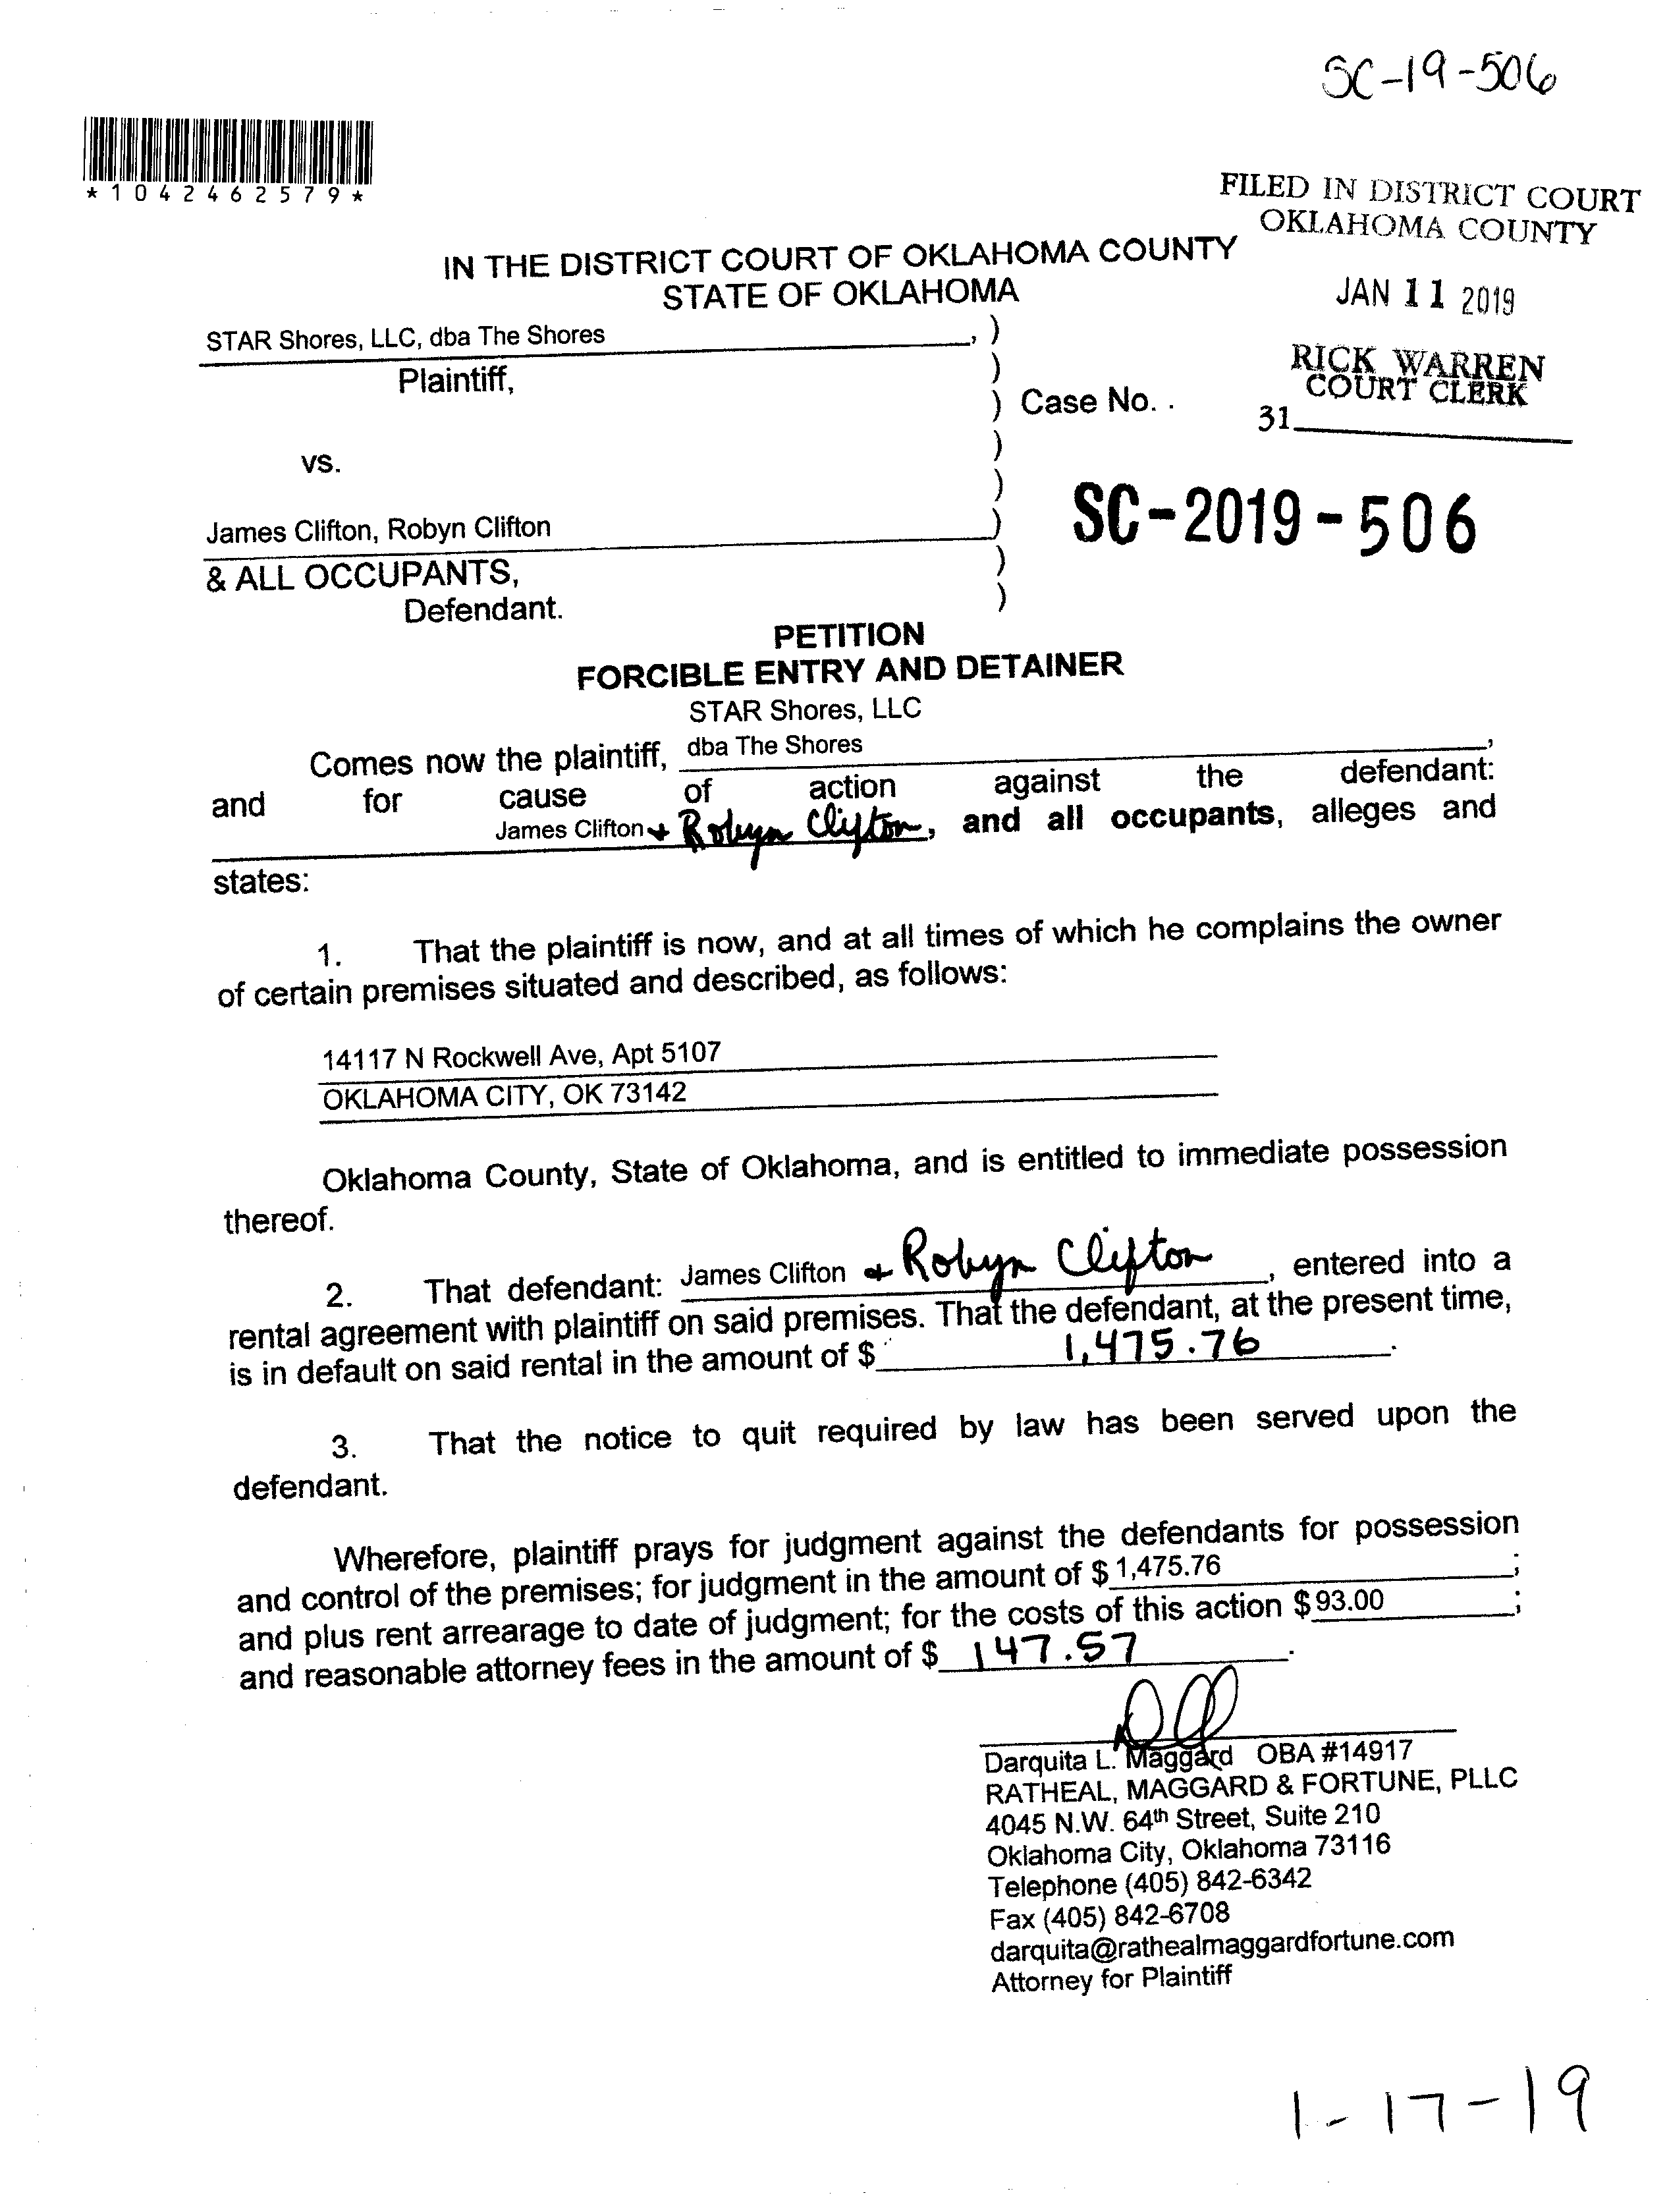 SC-19-506
*1042462579*
FILED IN DISTRICT COURT
OKLAHOMA COUNTY
IN THE DISTRICT COURT OF OKLAHOMA COUNTY
STATE OF OKLAHOMA
JAN 11 2019
STAR Shores, LLC, dba The Shores , )
Plaintiff, )
RICK WARREN
COURT CLERK
) Case No. .
31
)
vs.
)
SC-2019-506
James Clifton, Robyn Clifton )
& ALL OCCUPANTS, )
Defendant. )
PETITION
FORCIBLE ENTRY AND DETAINER
STAR Shores, LLC
Comes now the plaintiff, dba The Shores ,
and for cause of action against the defendant:
James Clifton + Robyn Clifton, and all occupants, alleges and
states:
1. That the plaintiff is now, and at all times of which he complains the owner
of certain premises situated and described, as follows:
14117 N Rockwell Ave, Apt 5107
OKLAHOMA CITY, OK 73142
Oklahoma County, State of Oklahoma, and is entitled to immediate possession
thereof.
2. That defendant: James Clifton + Robyn Clifton , entered into a
rental agreement with plaintiff on said premises. That the defendant, at the present time,
is in default on said rental in the amount of $ 1,475.76 .
3. That the notice to quit required by law has been served upon the
defendant.
Wherefore, plaintiff prays for judgment against the defendants for possession
and control of the premises; for judgment in the amount of $ 1,475.76 ;
and plus rent arrearage to date of judgment; for the costs of this action $ 93.00 ;
and reasonable attorney fees in the amount of $ 147.57 .
Darquita L. Maggard OBA #14917
RATHEAL, MAGGARD & FORTUNE, PLLC
4045 N.W. 64th Street, Suite 210
Oklahoma City, Oklahoma 73116
Telephone (405) 842-6342
Fax (405) 842-6708
darquita@rathealmaggardfortune.com
Attorney for Plaintiff
1-17-19